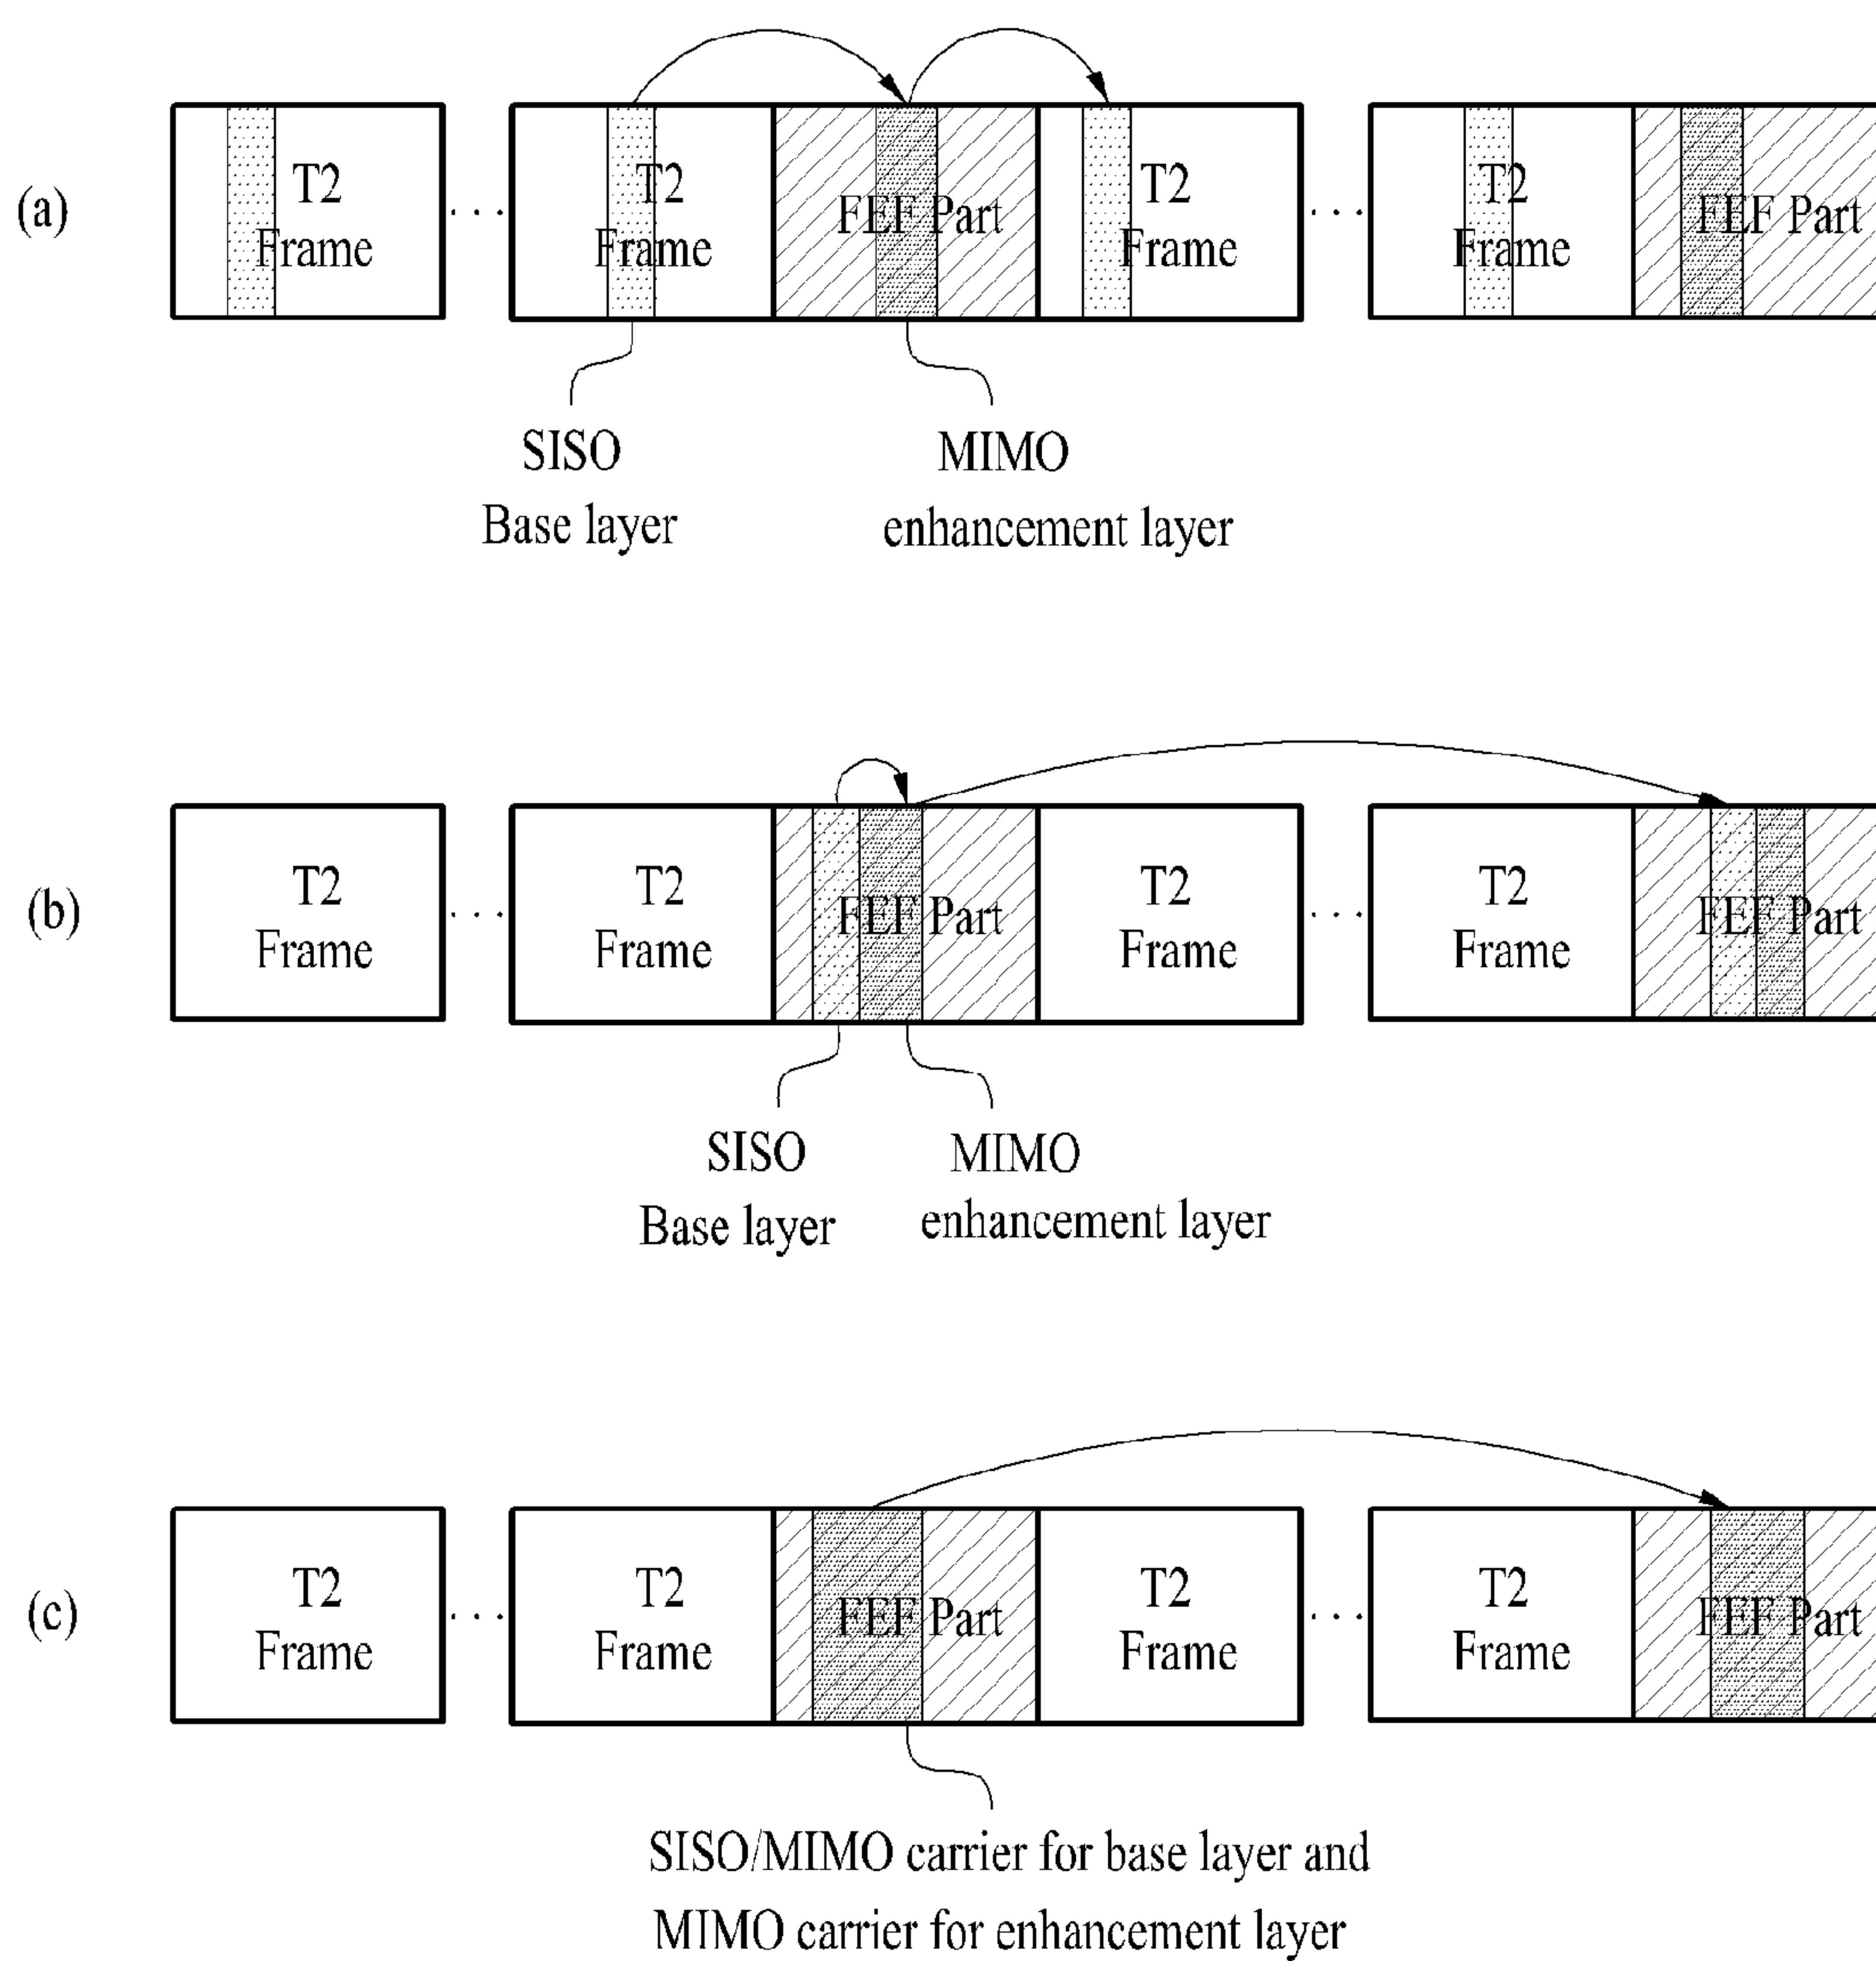 (a)
T2
Frame
. . .
T2
Frame
FEF Part
T2
Frame
. . .
T2
Frame
FEF Part
SISO
Base layer
MIMO
enhancement layer
(b)
T2
Frame
. . .
T2
Frame
FEF Part
T2
Frame
. . .
T2
Frame
FEF Part
SISO
Base layer
MIMO
enhancement layer
(c)
T2
Frame
. . .
T2
Frame
FEF Part
T2
Frame
. . .
T2
Frame
FEF Part
SISO/MIMO carrier for base layer and
MIMO carrier for enhancement layer